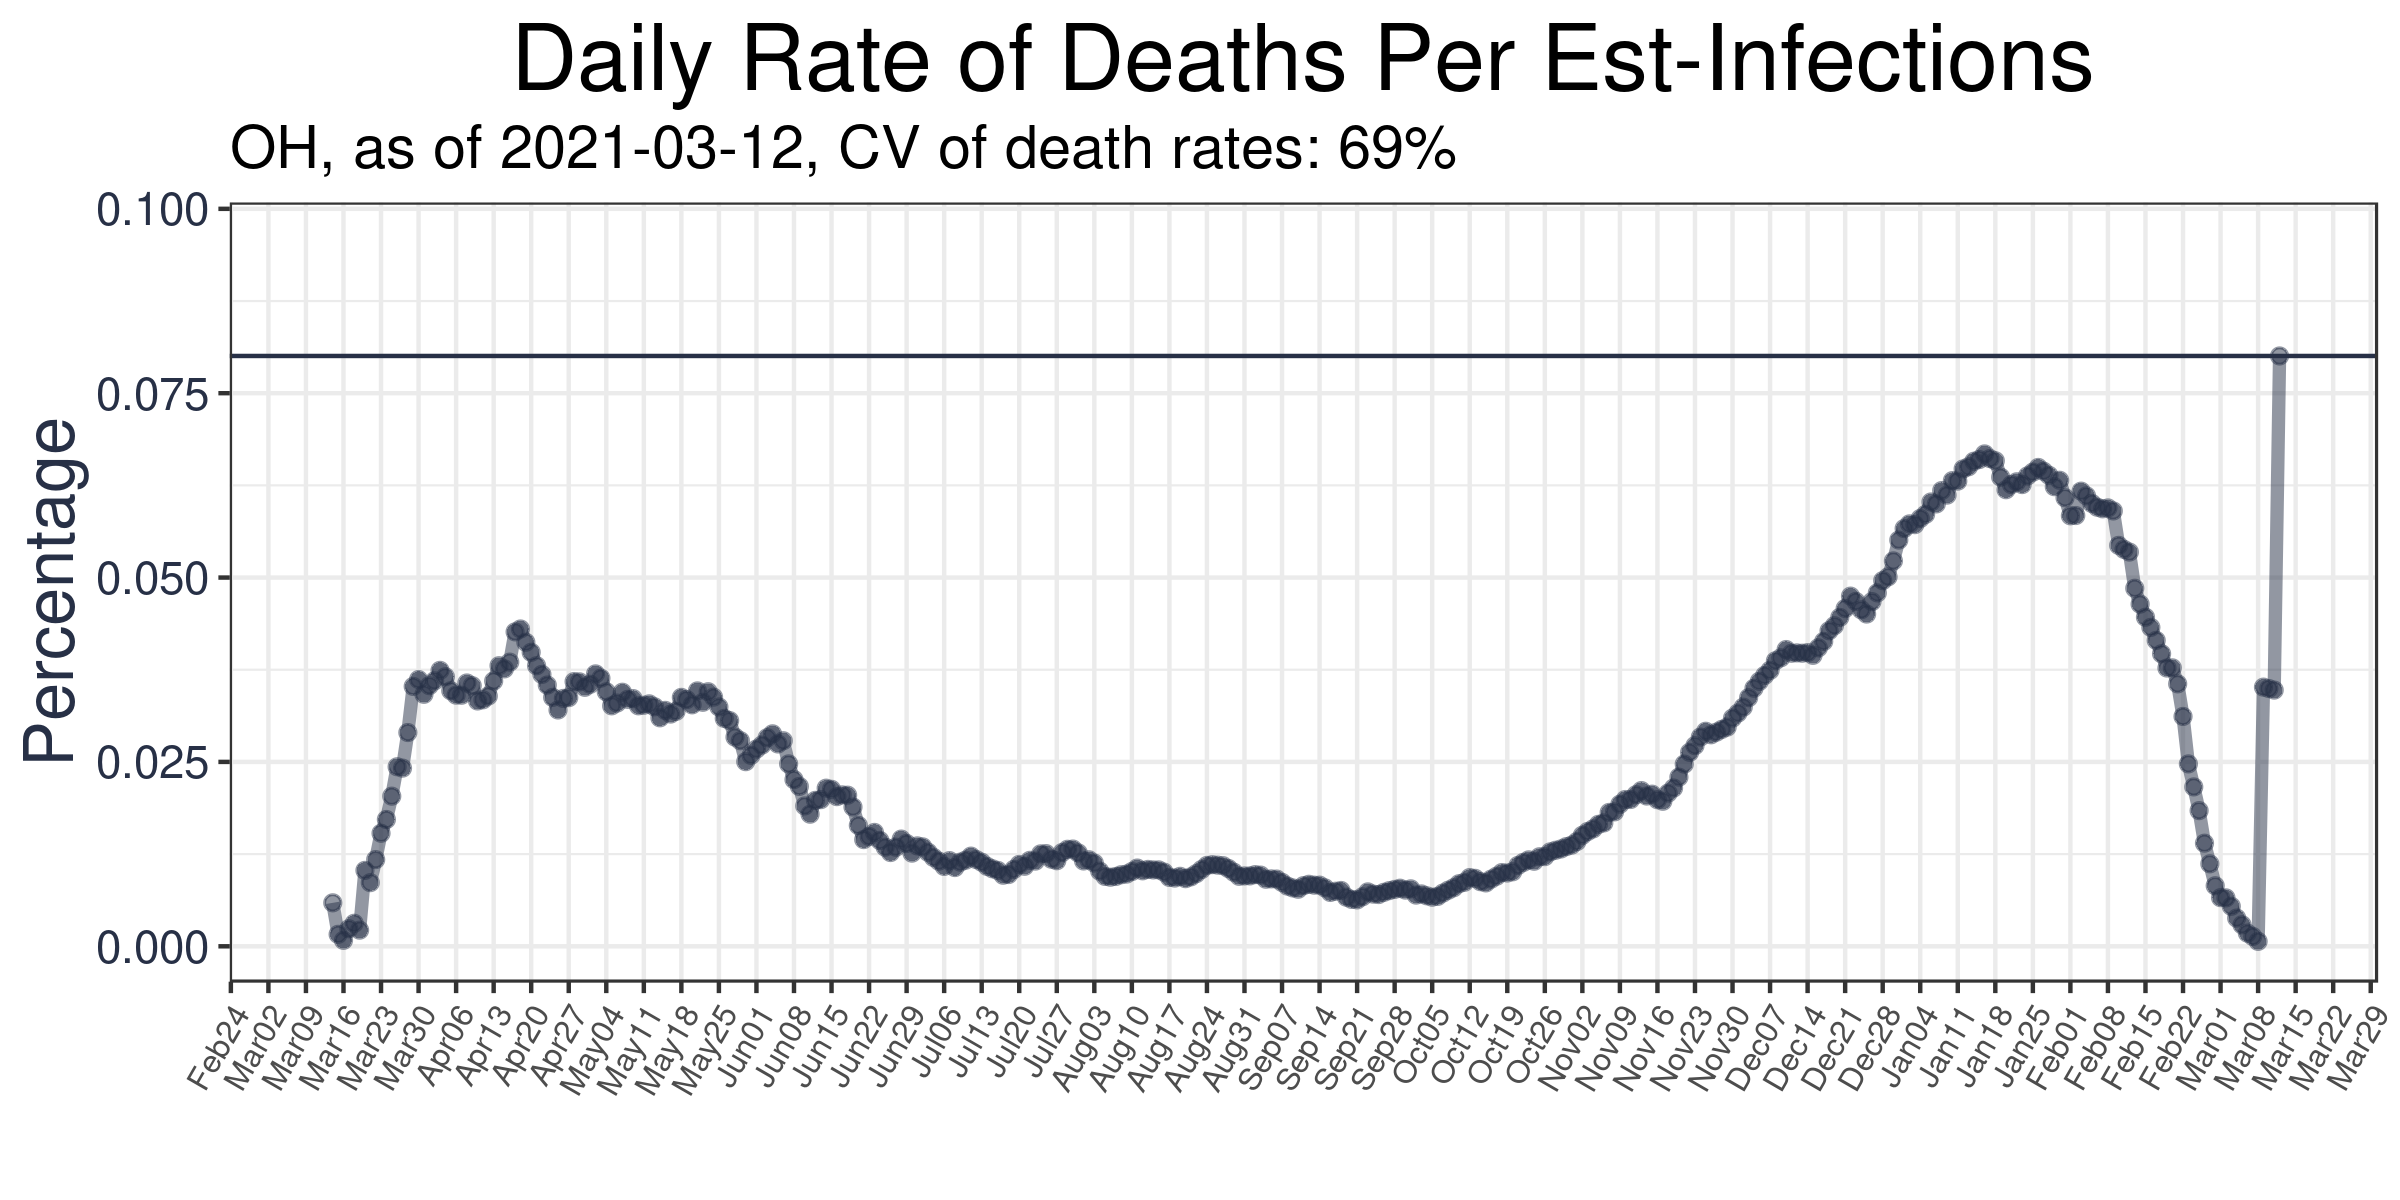 Daily Rate of Deaths Per Est-Infections
OH, as of 2021-03-12, CV of death rates: 69%
Percentage
0.100
0.075
0.050
0.025
0.000
Feb24
Mar02
Mar09
Mar16
Mar23
Mar30
Apr06
Apr13
Apr20
Apr27
May04
May11
May18
May25
Jun01
Jun08
Jun15
Jun22
Jun29
Jul06
Jul13
Jul20
Jul27
Aug03
Aug10
Aug17
Aug24
Aug31
Sep07
Sep14
Sep21
Sep28
Oct05
Oct12
Oct19
Oct26
Nov02
Nov09
Nov16
Nov23
Nov30
Dec07
Dec14
Dec21
Dec28
Jan04
Jan11
Jan18
Jan25
Feb01
Feb08
Feb15
Feb22
Mar01
Mar08
Mar15
Mar22
Mar29